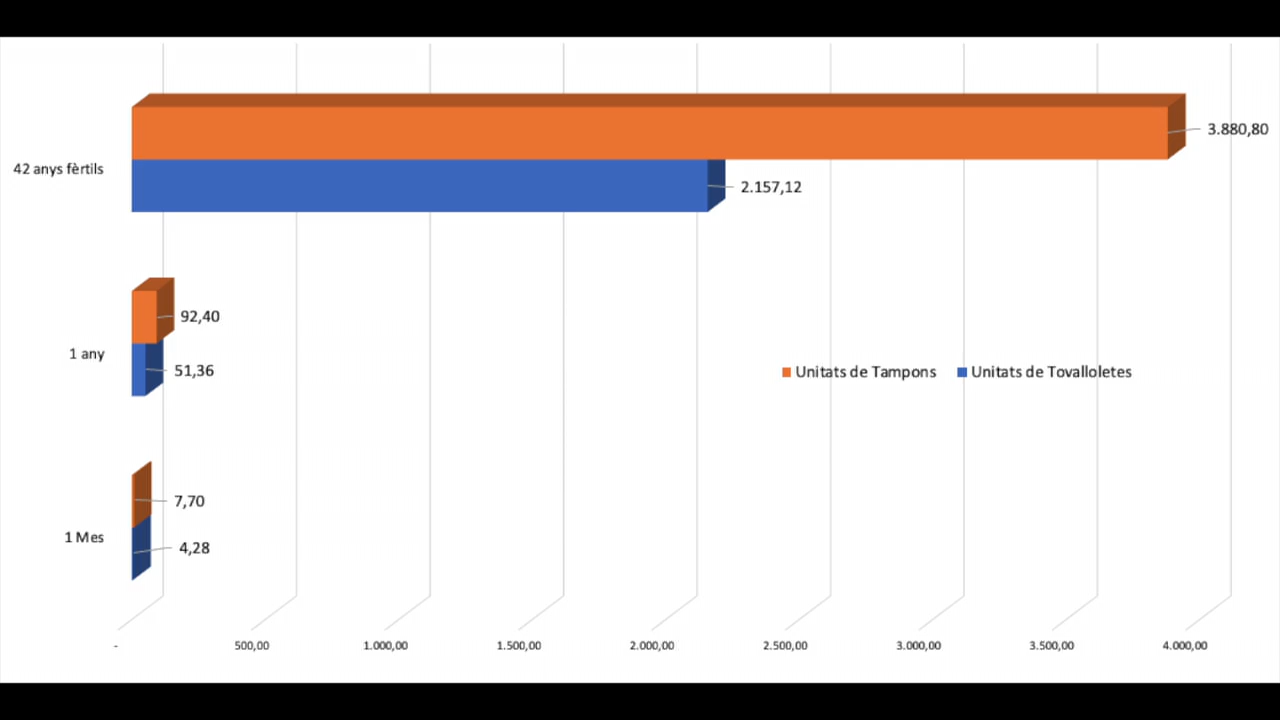 3.880,80
42 anys fèrtils
2.157,12
92,40
1 any
51,36
Unitats de Tampons
Unitats de Tovalloletes
7,70
1 Mes
4,28
- 500,00 1.000,00 1.500,00 2.000,00 2.500,00 3.000,00 3.500,00 4.000,00